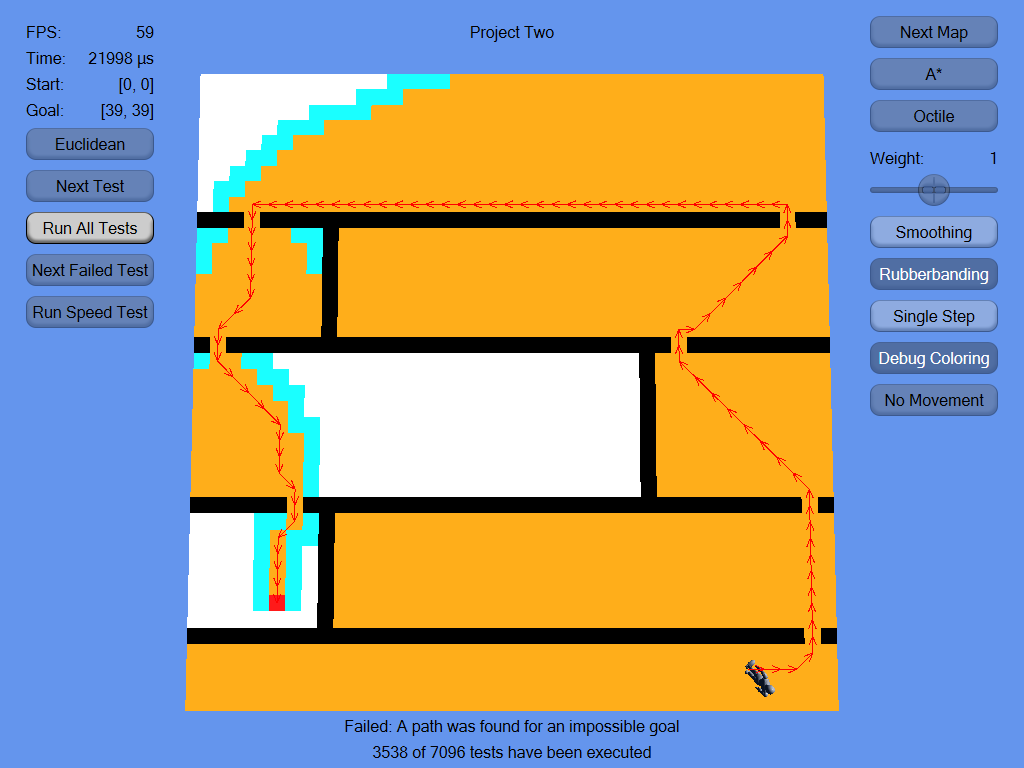 Project Two
FPS: 59
Time: 21998 µs
Start: [0, 0]
Goal: [39, 39]
Euclidean
Next Test
Run All Tests
Next Failed Test
Run Speed Test
Next Map
A*
Octile
Weight: 1
Smoothing
Rubberbanding
Single Step
Debug Coloring
No Movement
Failed: A path was found for an impossible goal
3538 of 7096 tests have been executed